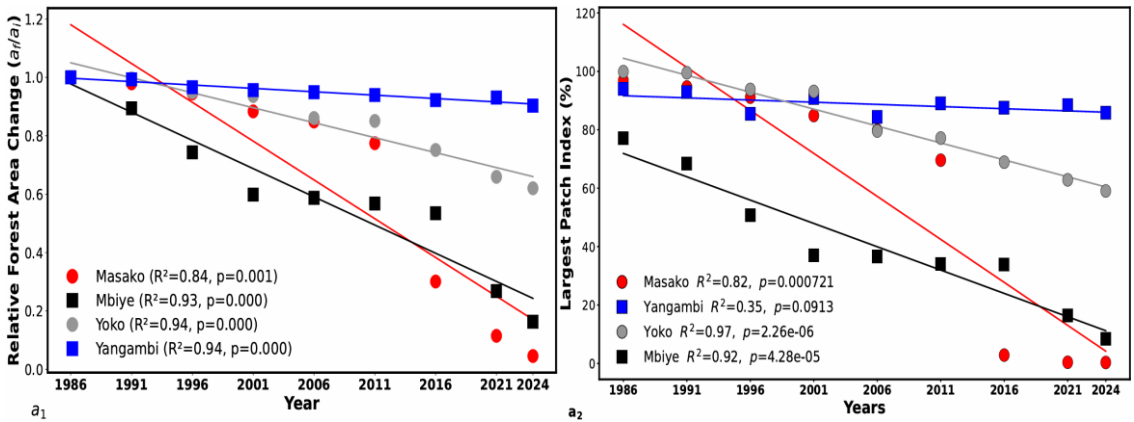 Relative Forest Area Change (a_f/a_i)
1.2
1.0
0.8
0.6
0.4
0.2
0.0
Masako (R²=0.84, p=0.001)
Mbiye (R²=0.93, p=0.000)
Yoko (R²=0.94, p=0.000)
Yangambi (R²=0.94, p=0.000)
1986 1991 1996 2001 2006 2011 2016 2021 2024
Year
a₁
Largest Patch Index (%)
120
100
80
60
40
20
0
Masako R²=0.82, p=0.000721
Yangambi R²=0.35, p=0.0913
Yoko R²=0.97, p=2.26e-06
Mbiye R²=0.92, p=4.28e-05
1986 1991 1996 2001 2006 2011 2016 2021 2024
Years
a₂